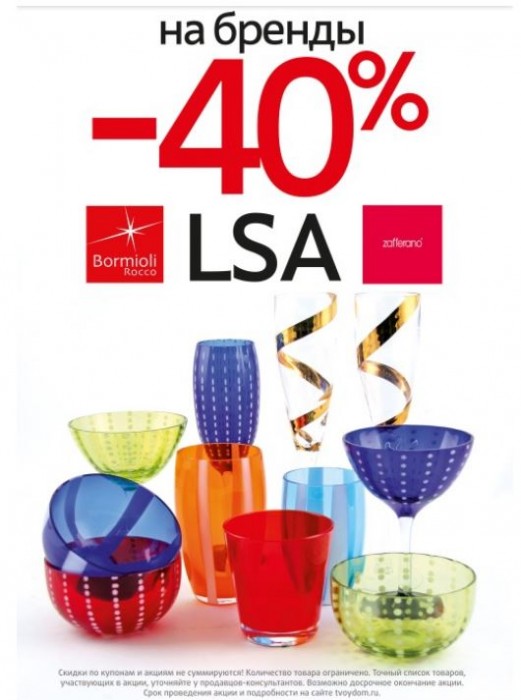 на бренды
-40%
Bormioli
Rocco
LSA
zafferano
Скидки по купонам и акциям не суммируются! Количество товара ограничено. Точный список товаров,
участвующих в акции, уточняйте у продавцов-консультантов. Возможно досрочное окончание акции.
Срок проведения акции и подробности на сайте tvoydom.ru.